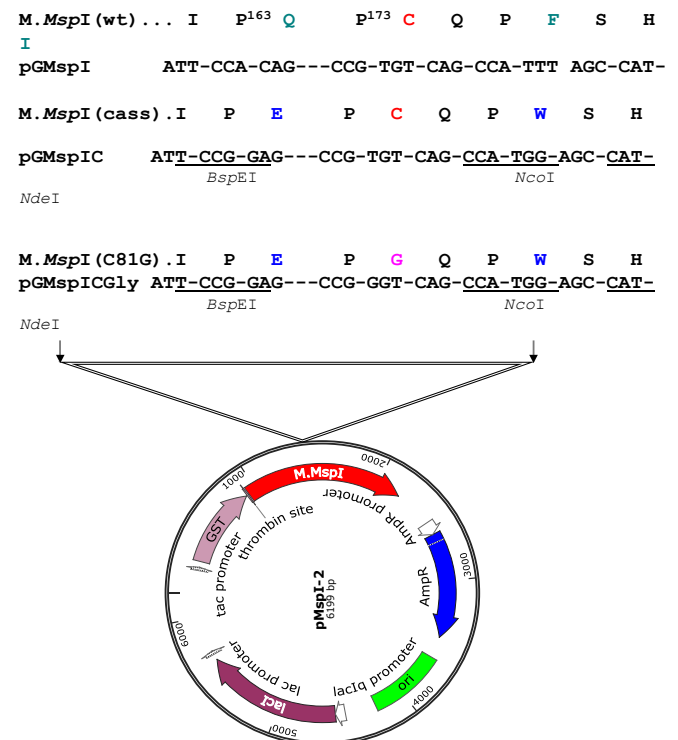 M.MspI(wt)... I P163 Q P173 C Q P F S H
I
pGMspI ATT-CCA-CAG---CCG-TGT-CAG-CCA-TTT AGC-CAT-
M.MspI(cass).I P E P C Q P W S H
pGMspIC ATT-CCG-GAG---CCG-TGT-CAG-CCA-TGG-AGC-CAT-
BspEI NcoI
NdeI
M.MspI(C81G).I P E P G Q P W S H
pGMspICGly ATT-CCG-GAG---CCG-GGT-CAG-CCA-TGG-AGC-CAT-
BspEI NcoI
NdeI
1000
2000
M.MspI
AmpR promoter
thrombin site
GST
tac promoter
3000
AmpR
pMspI-2
6199 bp
6000
lac promoter
lacIq promoter
ori
4000
lacI
5000